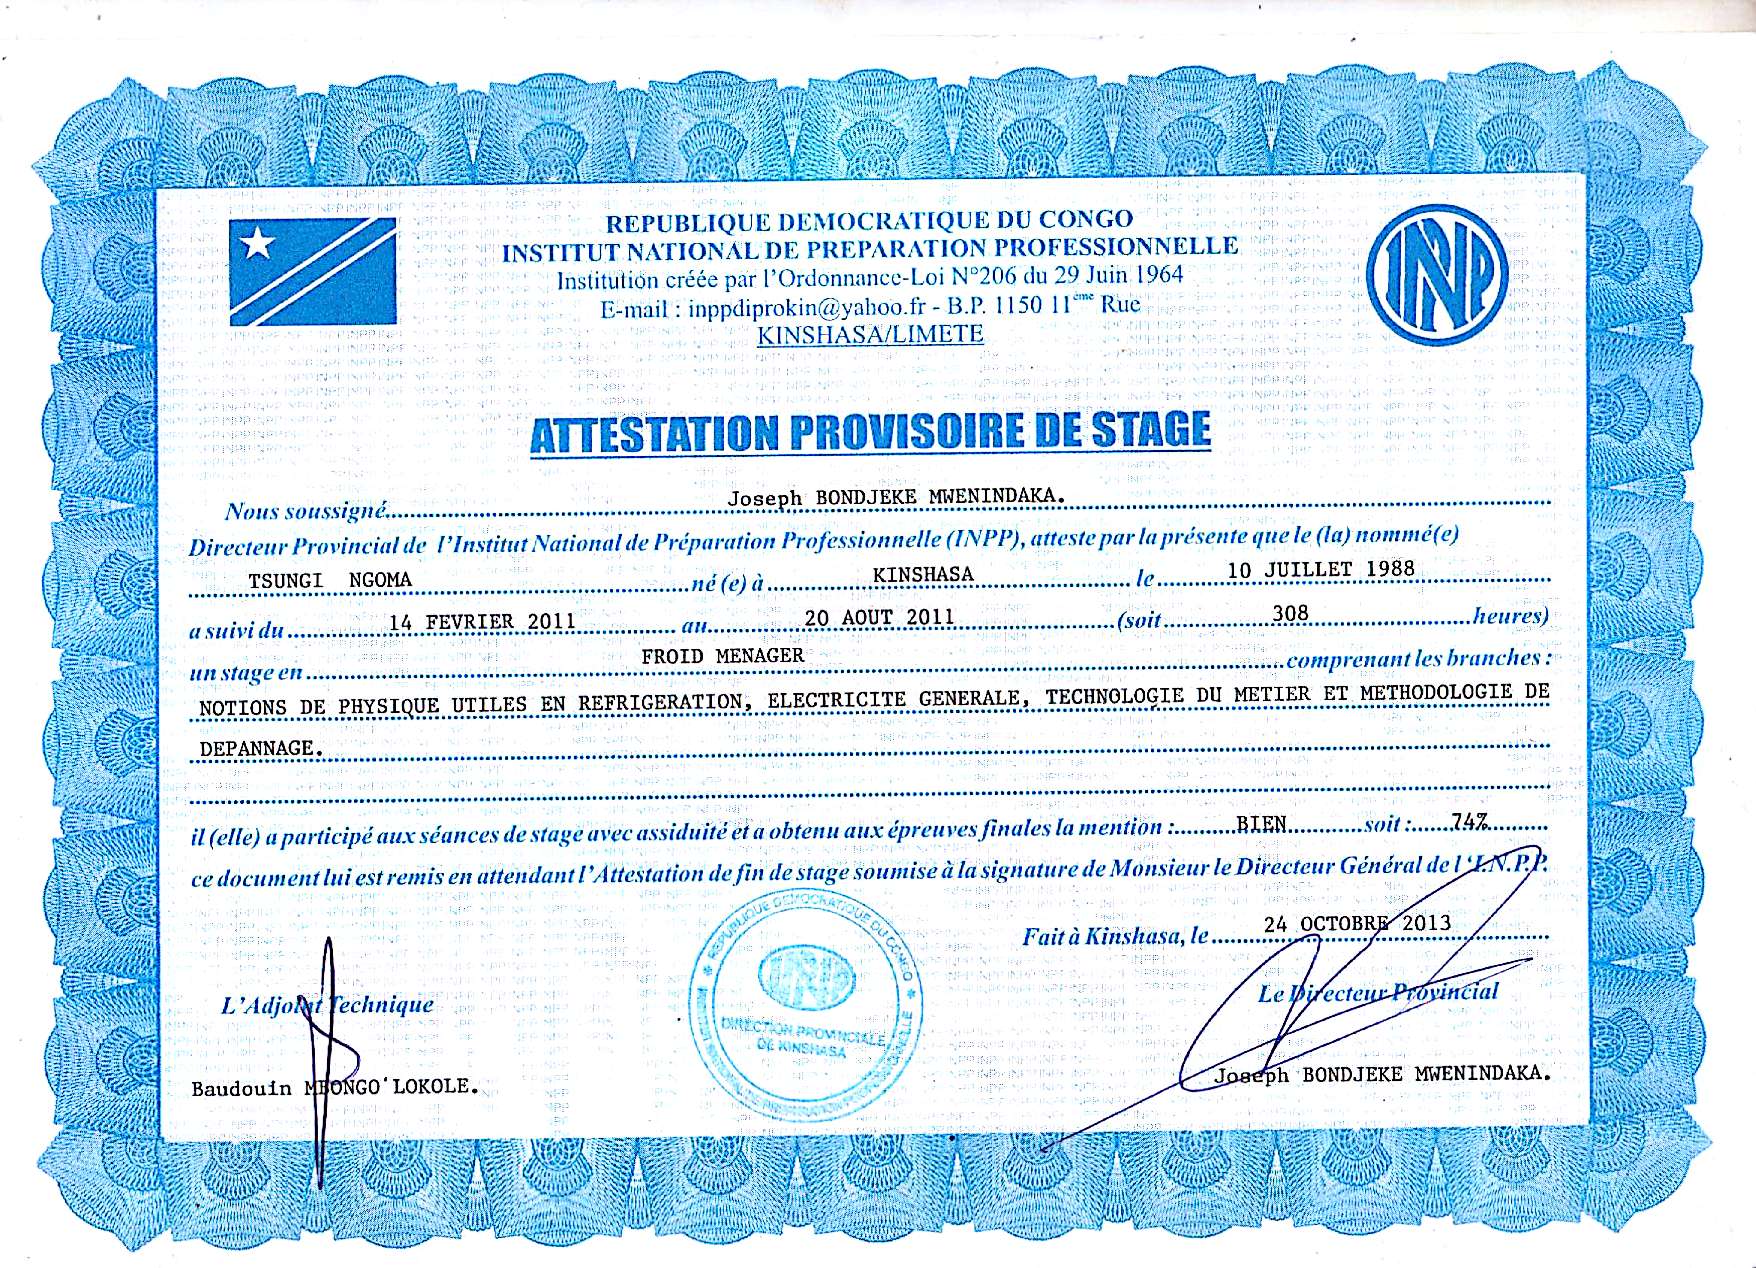 REPUBLIQUE DEMOCRATIQUE DU CONGO
INSTITUT NATIONAL DE PREPARATION PROFESSIONNELLE
Institution créée par l'Ordonnance-Loi N°206 du 29 Juin 1964
E-mail : inppdiprokin@yahoo.fr - B.P. 1150 11ème Rue
KINSHASA/LIMETE
INPP
ATTESTATION PROVISOIRE DE STAGE
Nous soussigné Joseph BONDJEKE MWENINDAKA.
Directeur Provincial de l'Institut National de Préparation Professionnelle (INPP), atteste par la présente que le (la) nommé(e)
TSUNGI NGOMA né (e) à KINSHASA le 10 JUILLET 1988
a suivi du 14 FEVRIER 2011 au 20 AOUT 2011 (soit 308 heures)
un stage en FROID MENAGER comprenant les branches :
NOTIONS DE PHYSIQUE UTILES EN REFRIGERATION, ELECTRICITE GENERALE, TECHNOLOGIE DU METIER ET METHODOLOGIE DE
DEPANNAGE.
il (elle) a participé aux séances de stage avec assiduité et a obtenu aux épreuves finales la mention : BIEN soit : 74%
ce document lui est remis en attendant l'Attestation de fin de stage soumise à la signature de Monsieur le Directeur Général de l'I.N.P.P.
Fait à Kinshasa, le 24 OCTOBRE 2013
L'Adjoint Technique
Le Directeur Provincial
Baudouin MBONGO'LOKOLE.
Joseph BONDJEKE MWENINDAKA.
REPUBLIQUE DEMOCRATIQUE DU CONGO
INPP
DIRECTION PROVINCIALE
DE KINSHASA